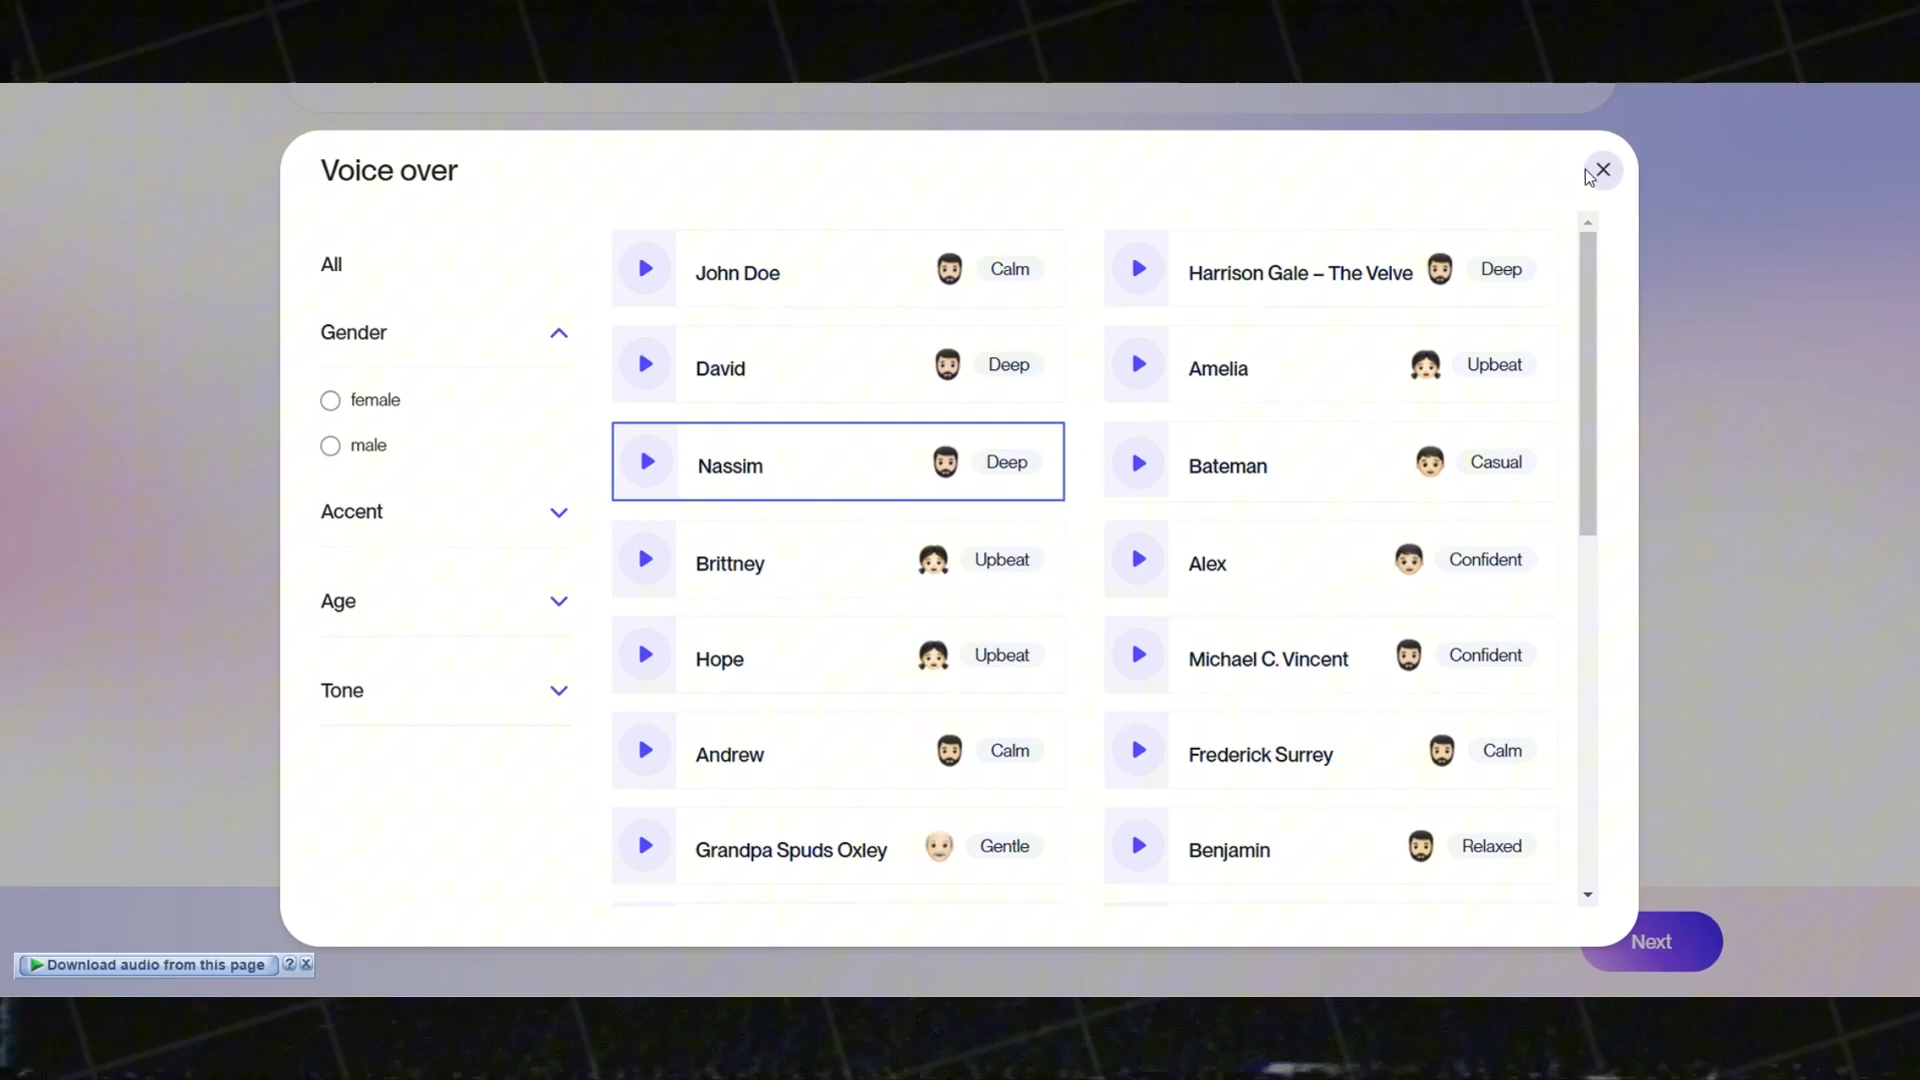 Voice over
All
Gender
female
male
Accent
Age
Tone
John Doe Calm
Harrison Gale – The Velve Deep
David Deep
Amelia Upbeat
Nassim Deep
Bateman Casual
Brittney Upbeat
Alex Confident
Hope Upbeat
Michael C. Vincent Confident
Andrew Calm
Frederick Surrey Calm
Grandpa Spuds Oxley Gentle
Benjamin Relaxed
Next
Download audio from this page ? X